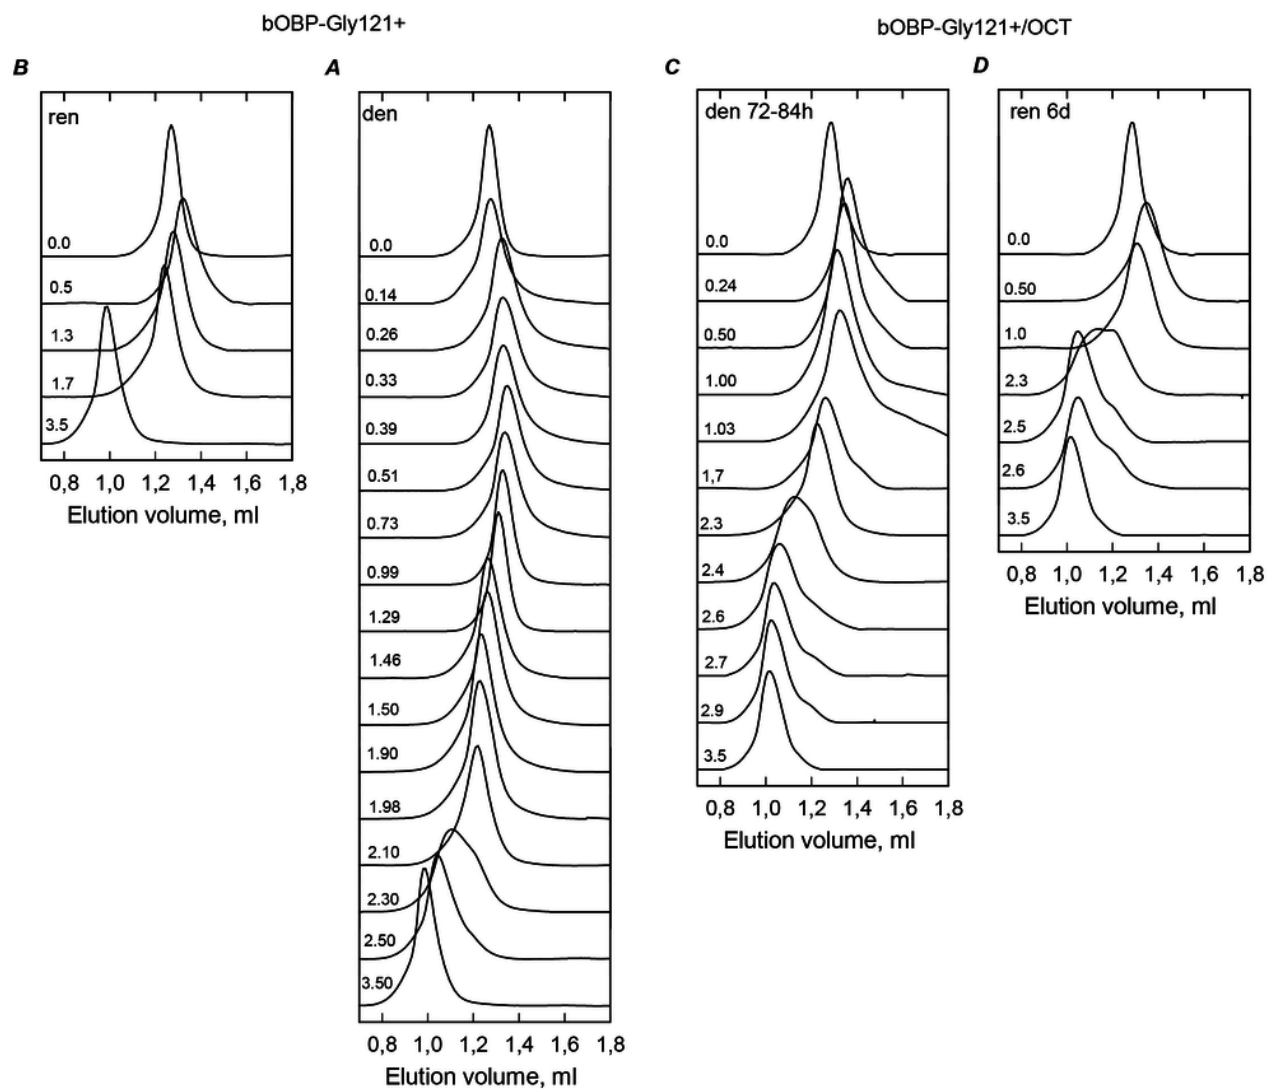 bOBP-Gly121+
bOBP-Gly121+/OCT
B
ren
0.0
0.5
1.3
1.7
3.5
0,8 1,0 1,2 1,4 1,6 1,8
Elution volume, ml
A
den
0.0
0.14
0.26
0.33
0.39
0.51
0.73
0.99
1.29
1.46
1.50
1.90
1.98
2.10
2.30
2.50
3.50
0,8 1,0 1,2 1,4 1,6 1,8
Elution volume, ml
C
den 72-84h
0.0
0.24
0.50
1.00
1.03
1,7
2.3
2.4
2.6
2.7
2.9
3.5
0,8 1,0 1,2 1,4 1,6 1,8
Elution volume, ml
D
ren 6d
0.0
0.50
1.0
2.3
2.5
2.6
3.5
0,8 1,0 1,2 1,4 1,6 1,8
Elution volume, ml